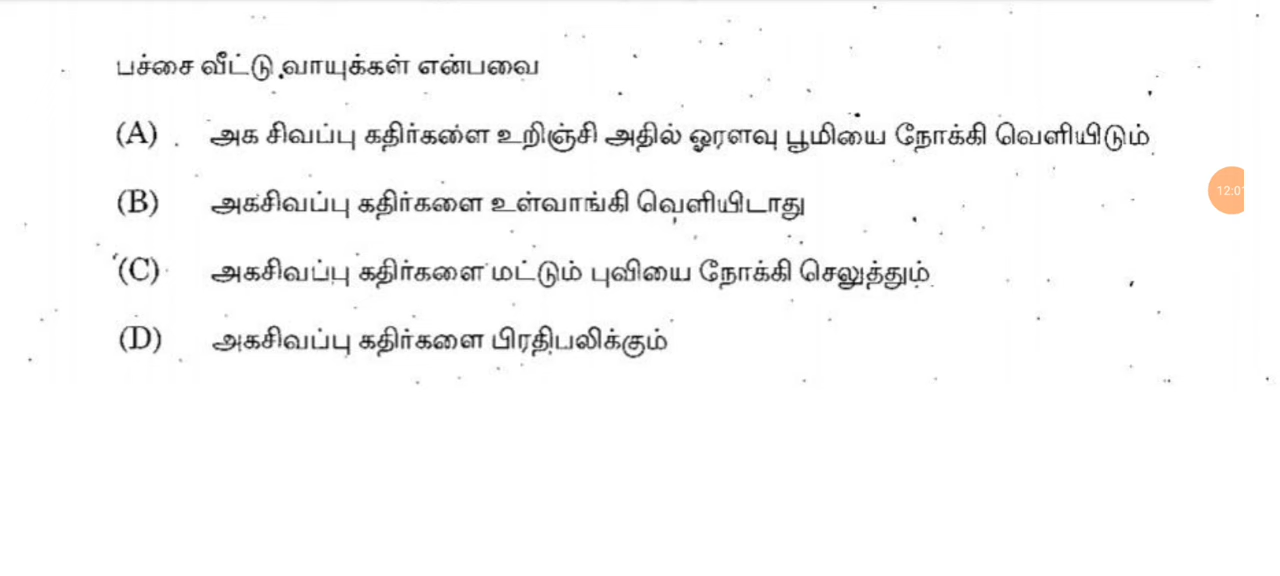 பச்சை வீட்டு வாயுக்கள் என்பவை
(A) அக சிவப்பு கதிர்களை உறிஞ்சி அதில் ஓரளவு பூமியை நோக்கி வெளியிடும்
(B) அகசிவப்பு கதிர்களை உள்வாங்கி வெளியிடாது
(C) அகசிவப்பு கதிர்களை மட்டும் புவியை நோக்கி செலுத்தும்
(D) அகசிவப்பு கதிர்களை பிரதிபலிக்கும்